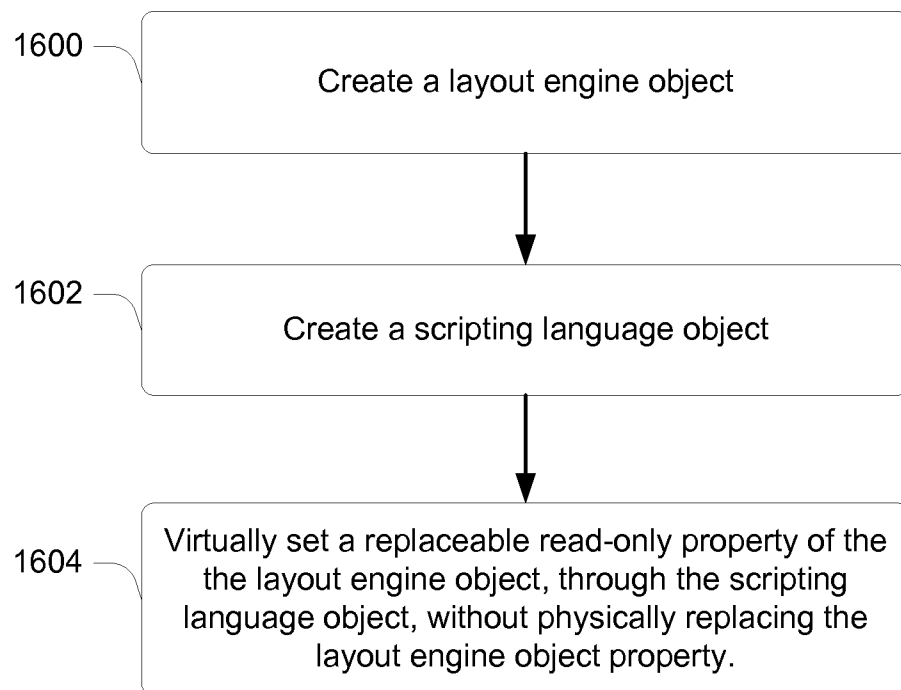 1600
Create a layout engine object
1602
Create a scripting language object
1604
Virtually set a replaceable read-only property of the
the layout engine object, through the scripting
language object, without physically replacing the
layout engine object property.